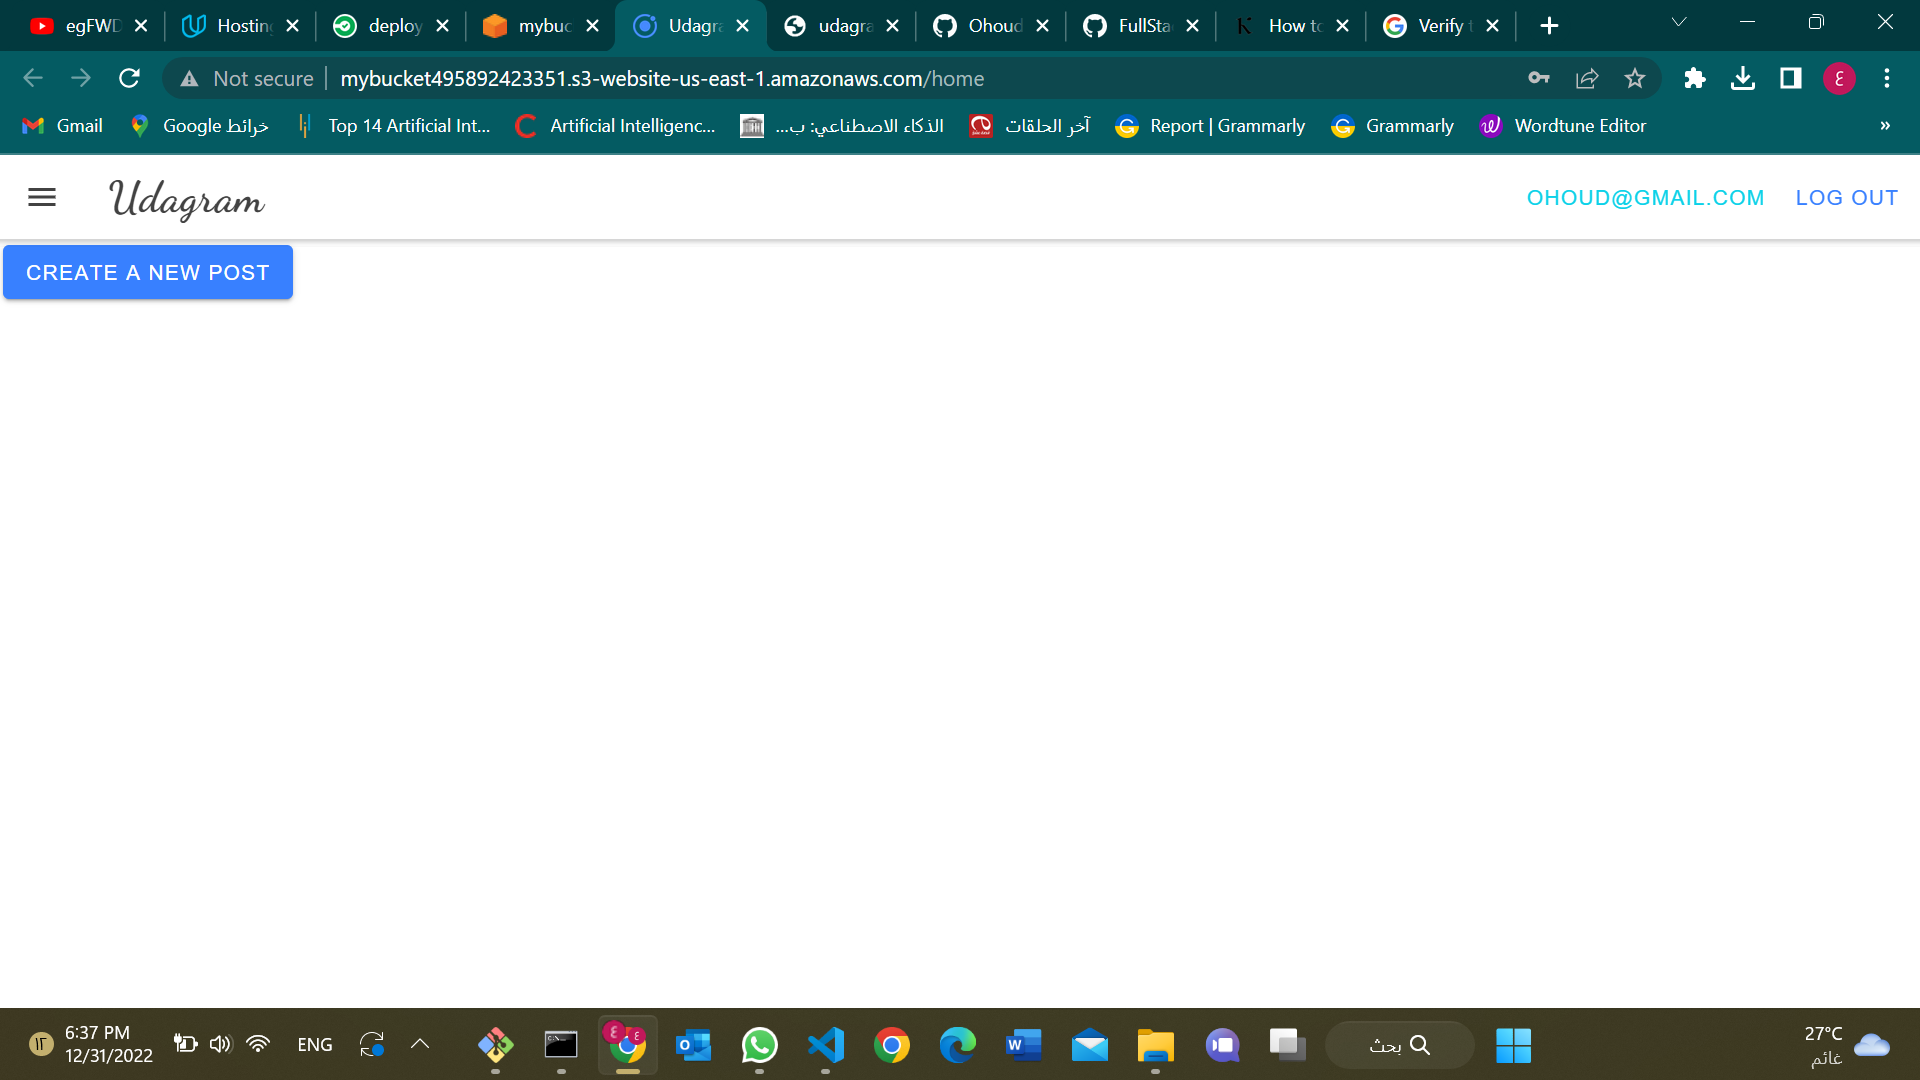 egFWD
Hosting
deploy
mybuc
Udagra
udagra
Ohoud
FullSta
How to
Verify t
Not secure
mybucket495892423351.s3-website-us-east-1.amazonaws.com/home
Gmail
خرائط Google
Top 14 Artificial Int...
Artificial Intelligenc...
الذكاء الاصطناعي: ب...
آخر الحلقات
Report | Grammarly
Grammarly
Wordtune Editor
»
Udagram
OHOUD@GMAIL.COM
LOG OUT
CREATE A NEW POST
6:37 PM
12/31/2022
ENG
بحث
27°C
غائم